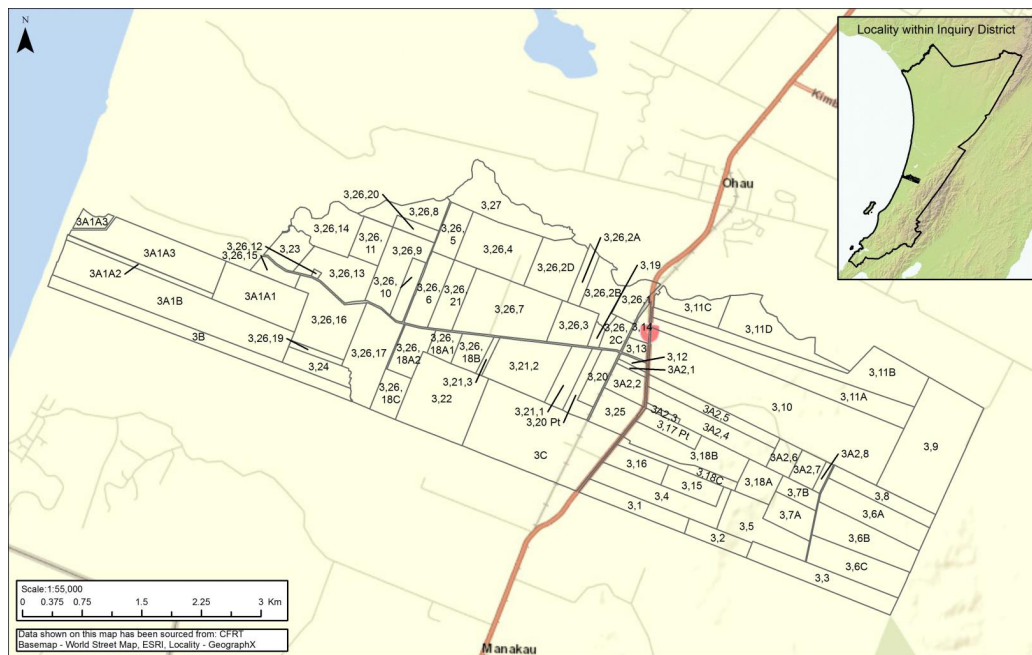 N
Locality within Inquiry District
Ohau
3,26,20
3,26,8
3,27
3A1A3
3,26,14
3,26,
11
3,26,9
3,26,
5
3,26,4
3,26,2A
3,26,12
3,26,15
3,23
3A1A3
3,26,13
3,26,
10
3,26,2D
3,19
3A1A2
3A1A1
3,26,
6
3,26,
21
3,26,2B
3,26,1
3,11C
3A1B
3,26,16
3,26,7
3,26,3
3,26,
2C
3,14
3,11D
3B
3,26,19
3,26,17
3,26,
18A2
3,26,
18A1
3,26,
18B
3,13
3,12
3A2,1
3,24
3,21,2
3,20
3A2,2
3,11B
3,11A
3,26,
18C
3,22
3,21,3
3,21,1
3,20 Pt
3,25
3A2,3
3A2,5
3,10
3,9
3,17 Pt
3A2,4
3C
3,18B
3A2,6
3A2,7
3A2,8
3,16
3,18C
3,15
3,18A
3,7B
3,8
3,4
3,1
3,7A
3,6A
3,5
3,2
3,6B
3,6C
3,3
Scale:1:55,000
0 0.375 0.75 1.5 2.25 3 Km
Data shown on this map has been sourced from: CFRT
Basemap - World Street Map, ESRI, Locality - GeographX
Manakau